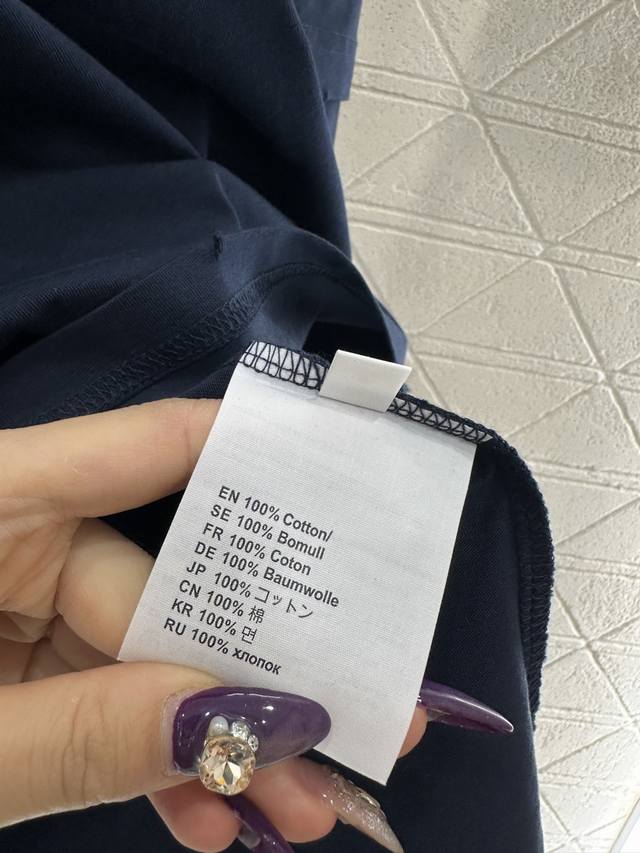 EN 100% Cotton/
SE 100% Bomull
FR 100% Coton
DE 100% Baumwolle
JP 100% コットン
CN 100% 棉
KR 100% 면
RU 100% хлопок